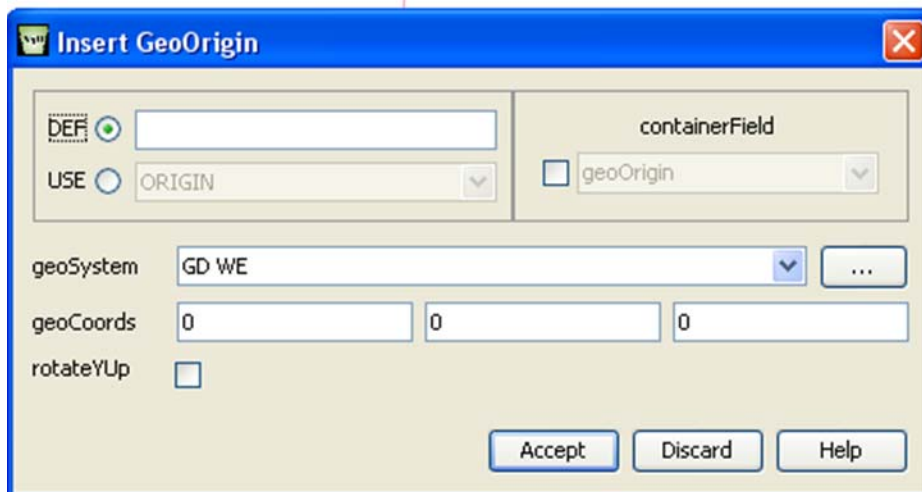 Insert GeoOrigin
DEF
containerField
USE ORIGIN
geoOrigin
geoSystem GD WE ...
geoCoords 0 0 0
rotateYUp
Accept Discard Help